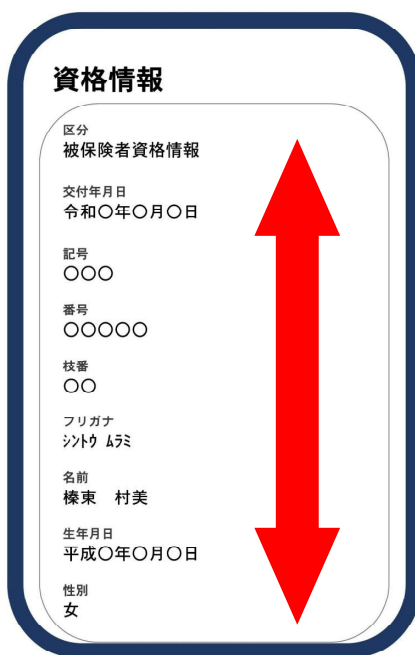 資格情報
区分
被保険者資格情報
交付年月日
令和〇年〇月〇日
記号
〇〇〇
番号
〇〇〇〇〇
枝番
〇〇
フリガナ
ｼﾝﾄｳ ﾑﾗﾐ
名前
榛東　村美
生年月日
平成〇年〇月〇日
性別
女